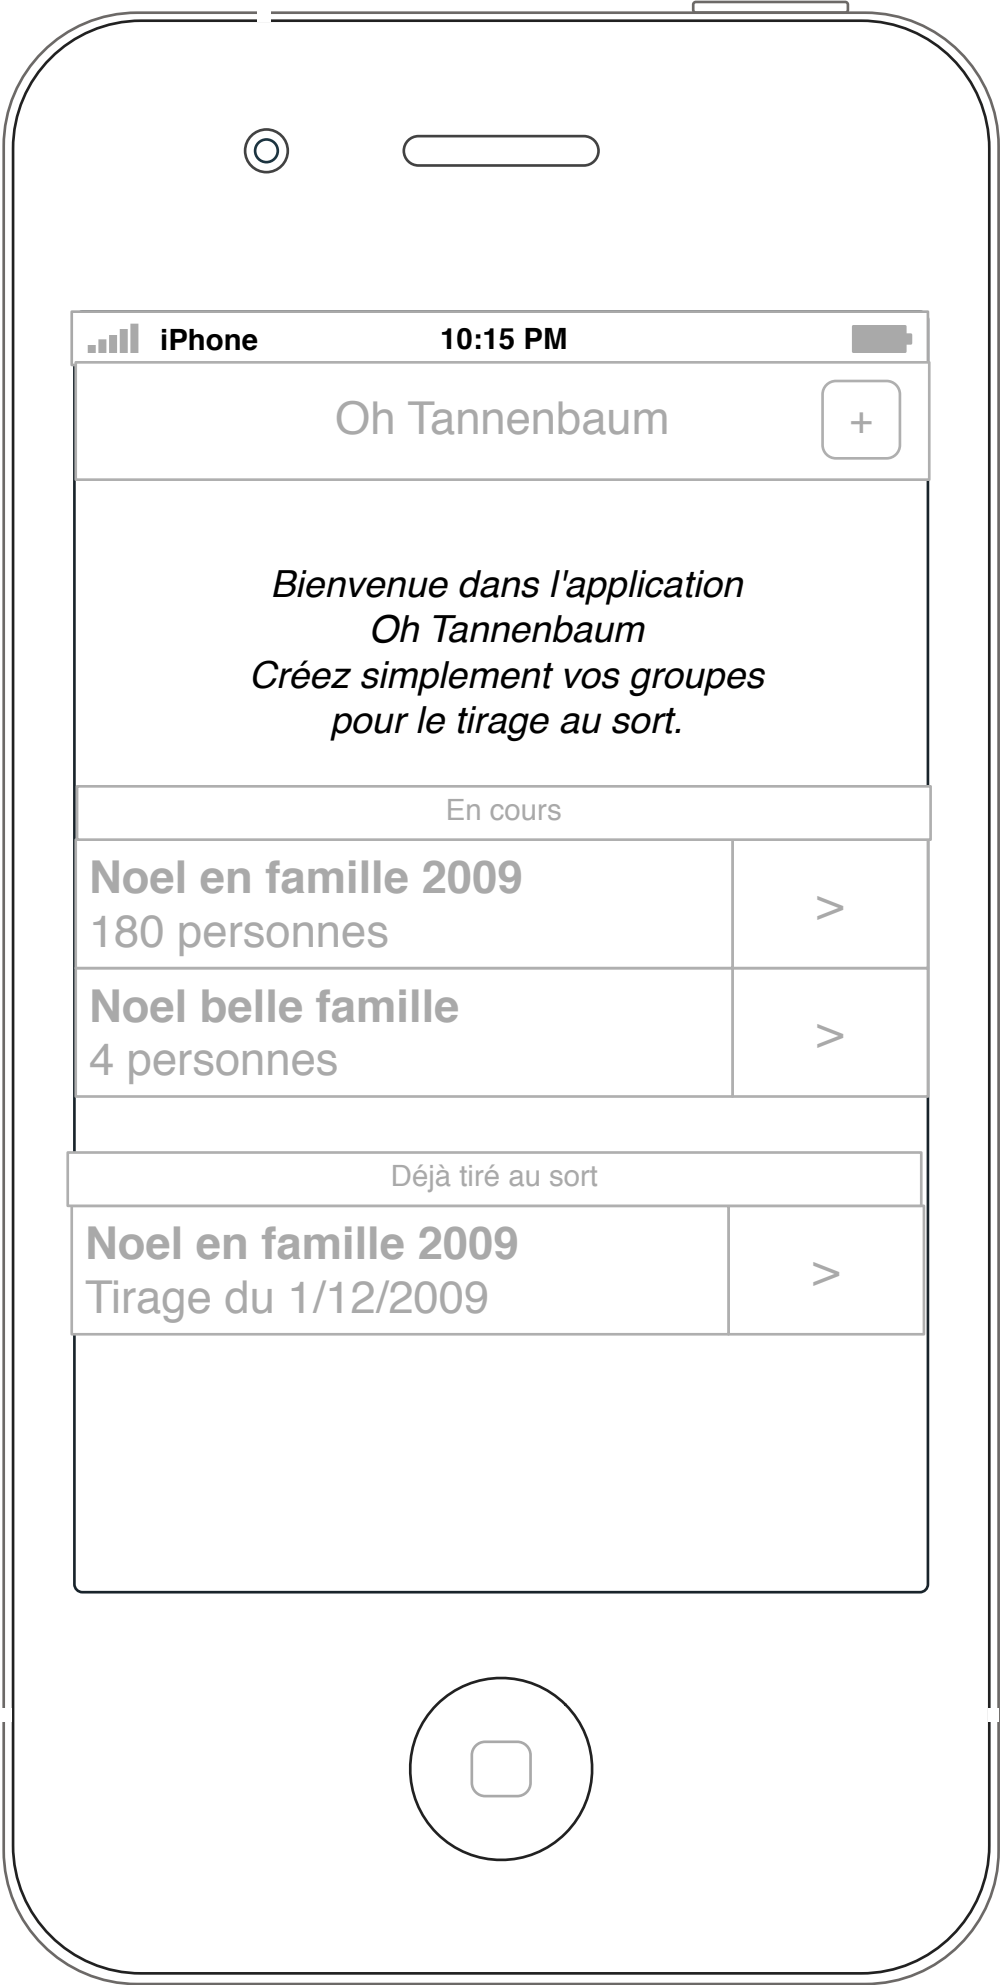 iPhone 10:15 PM
Oh Tannenbaum +
Bienvenue dans l'application
Oh Tannenbaum
Créez simplement vos groupes
pour le tirage au sort.
En cours
Noel en famille 2009
180 personnes
>
Noel belle famille
4 personnes
>
Déjà tiré au sort
Noel en famille 2009
Tirage du 1/12/2009
>